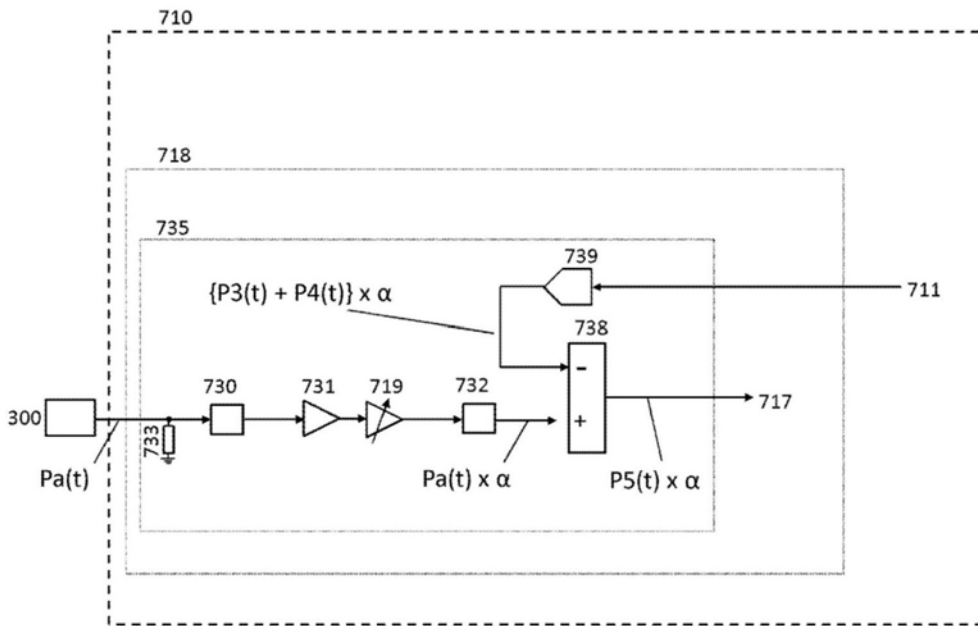 710
718
735
739
{P3(t) + P4(t)} x α
711
738
730 731 719 732
−
300
733
+
717
Pa(t)
Pa(t) x α
P5(t) x α